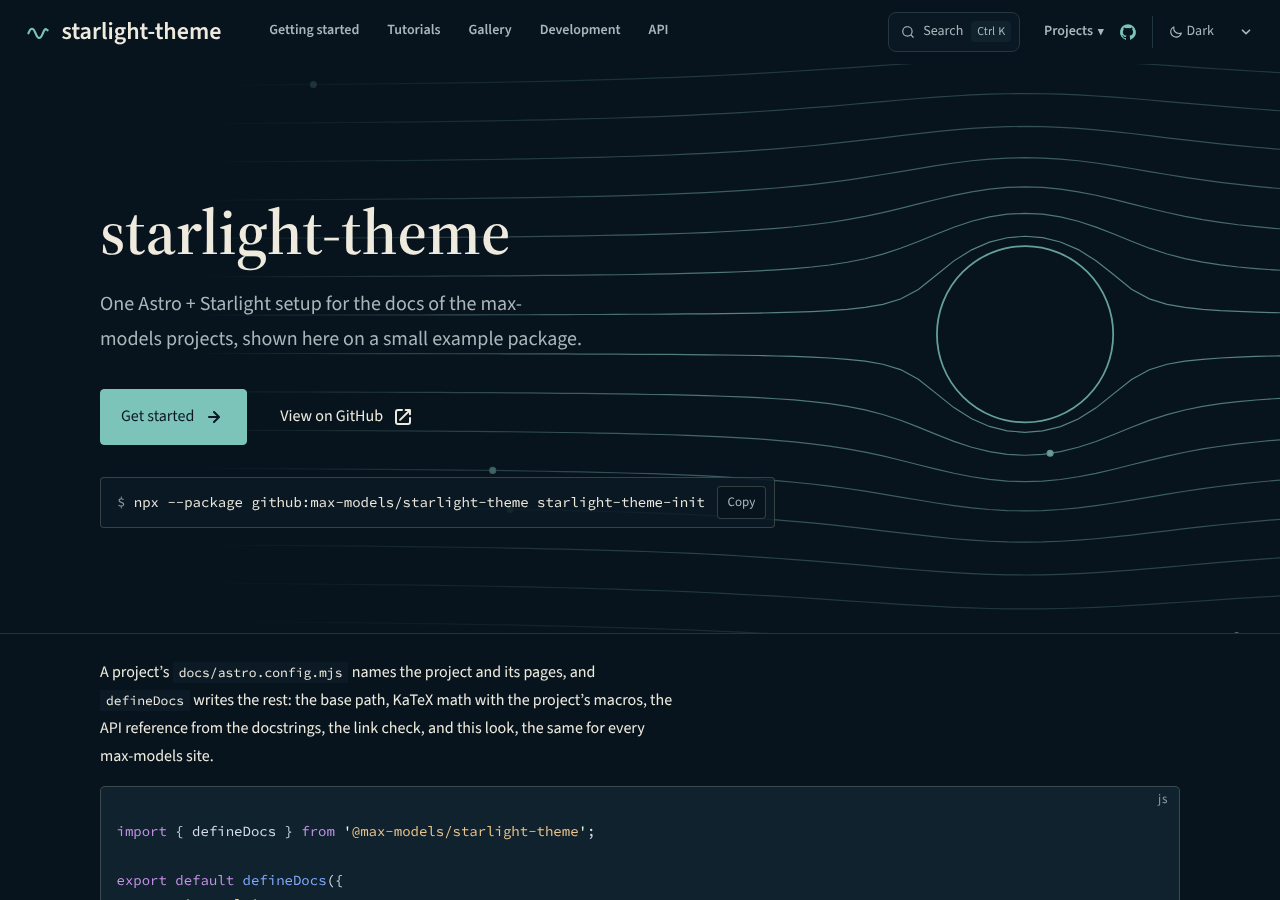 starlight-theme
Getting started Tutorials Gallery Development API
Search Ctrl K Projects ▾ Dark
starlight-theme
One Astro + Starlight setup for the docs of the max-
models projects, shown here on a small example package.
Get started → View on GitHub
$ npx --package github:max-models/starlight-theme starlight-theme-init Copy
A project’s docs/astro.config.mjs names the project and its pages, and
defineDocs writes the rest: the base path, KaTeX math with the project’s macros, the
API reference from the docstrings, the link check, and this look, the same for every
max-models site.
js
import { defineDocs } from '@max-models/starlight-theme';
export default defineDocs({